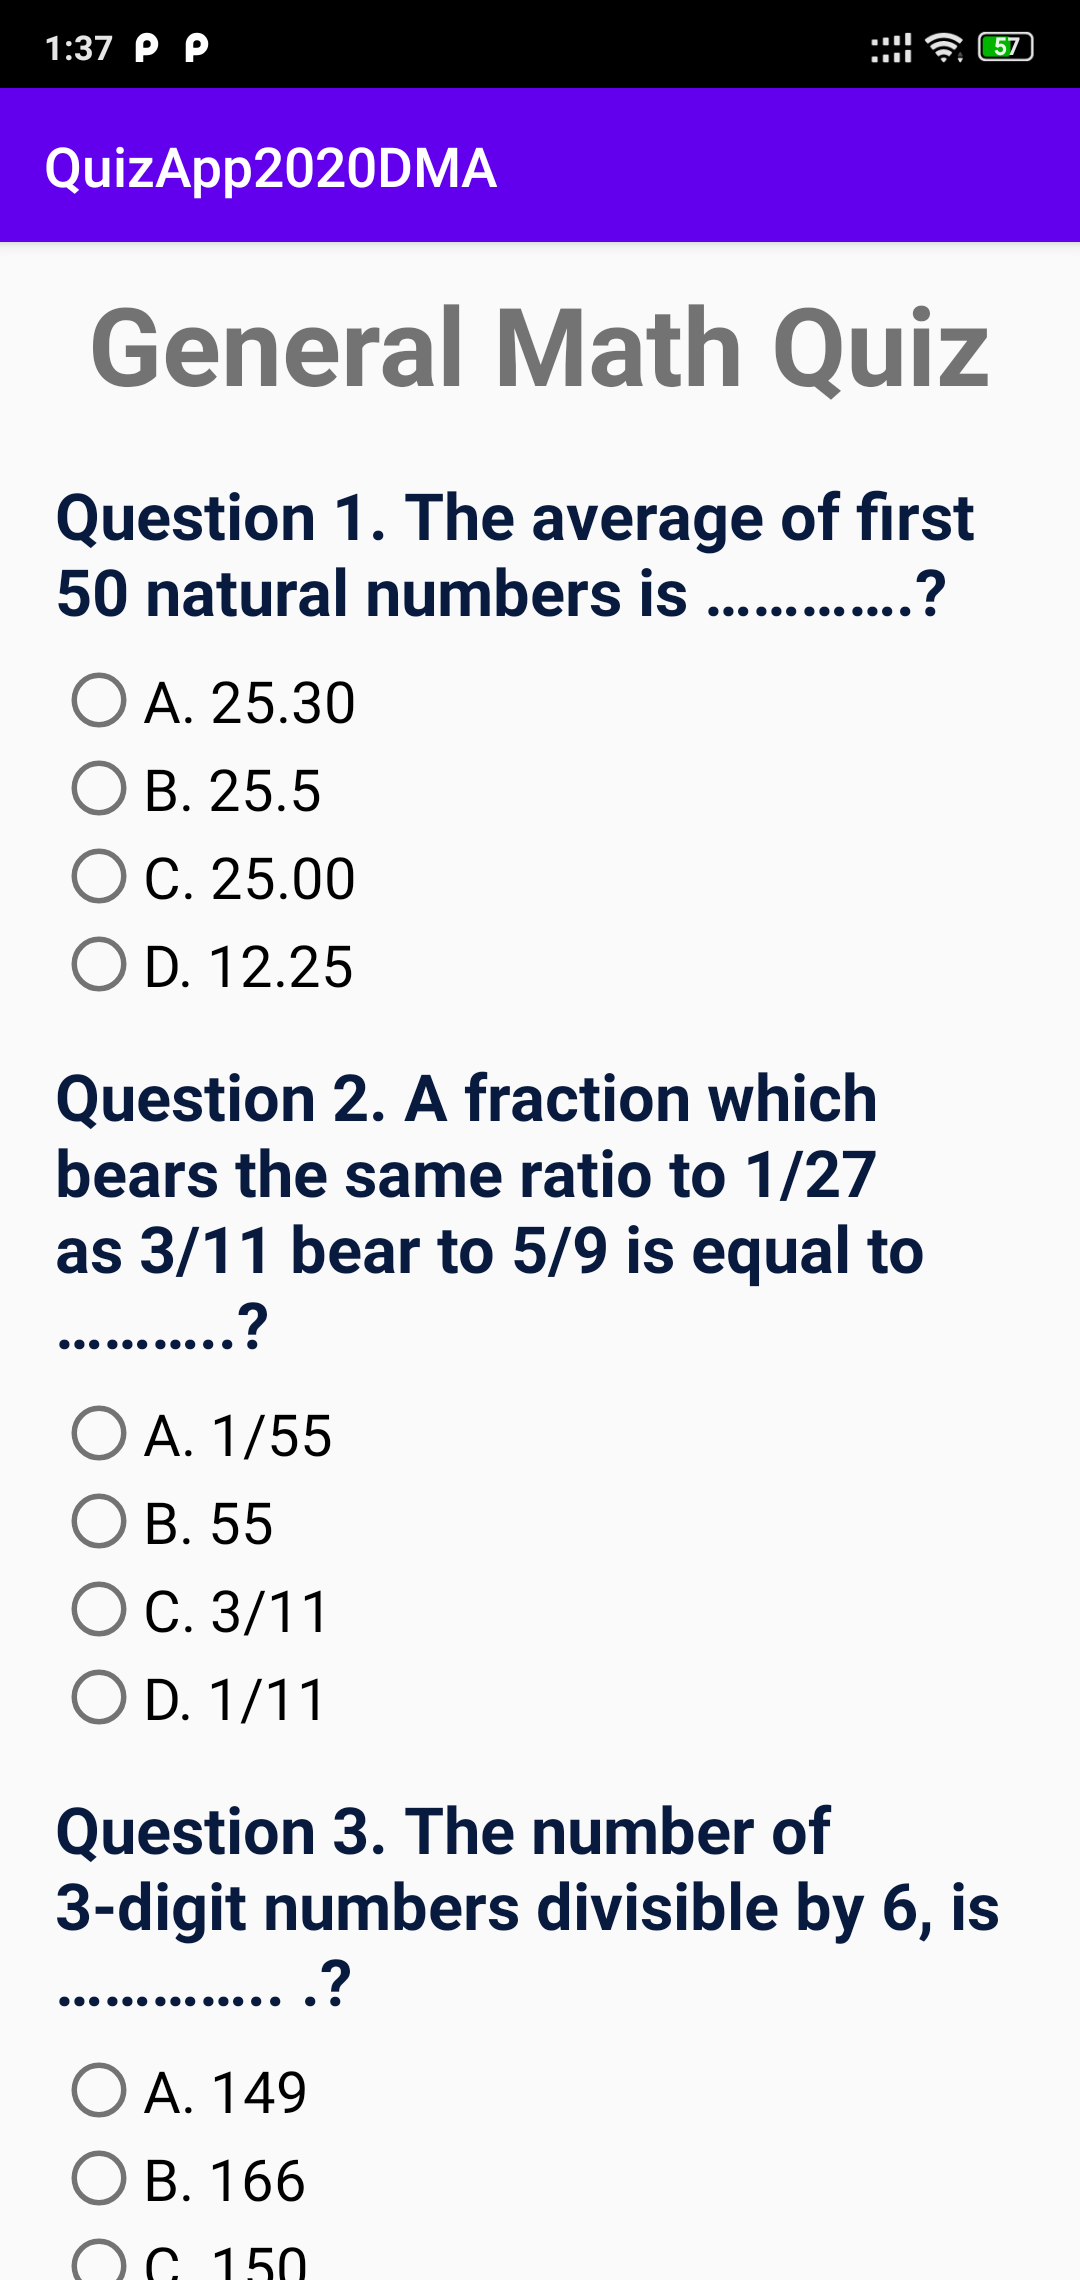 1:37
57
QuizApp2020DMA
General Math Quiz
Question 1. The average of first
50 natural numbers is ………….?
A. 25.30
B. 25.5
C. 25.00
D. 12.25
Question 2. A fraction which
bears the same ratio to 1/27
as 3/11 bear to 5/9 is equal to
………..?
A. 1/55
B. 55
C. 3/11
D. 1/11
Question 3. The number of
3-digit numbers divisible by 6, is
………….. .?
A. 149
B. 166
C. 150